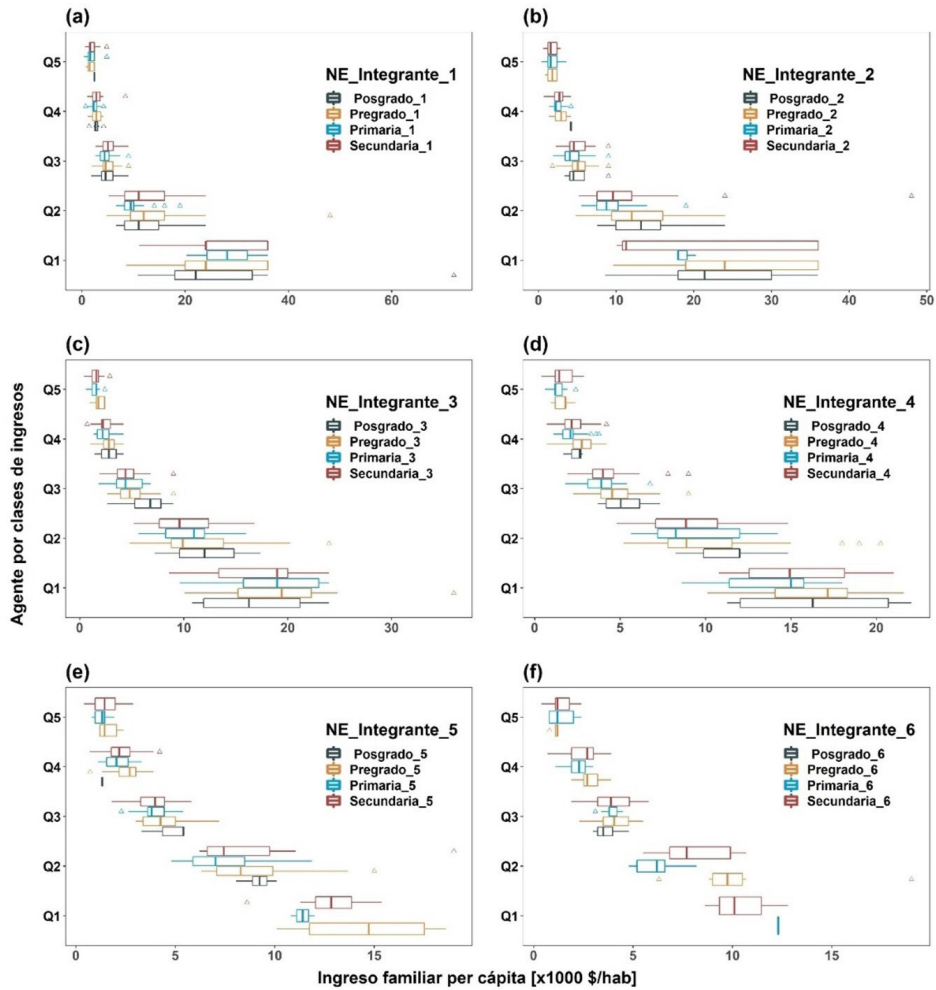 (a)
NE_Integrante_1
Posgrado_1
Pregrado_1
Primaria_1
Secundaria_1
Q5
Q4
Q3
Q2
Q1
0 20 40 60
(b)
NE_Integrante_2
Posgrado_2
Pregrado_2
Primaria_2
Secundaria_2
Q5
Q4
Q3
Q2
Q1
0 10 20 30 40 50
Agente por clases de ingresos
(c)
NE_Integrante_3
Posgrado_3
Pregrado_3
Primaria_3
Secundaria_3
Q5
Q4
Q3
Q2
Q1
0 10 20 30
(d)
NE_Integrante_4
Posgrado_4
Pregrado_4
Primaria_4
Secundaria_4
Q5
Q4
Q3
Q2
Q1
0 5 10 15 20
(e)
NE_Integrante_5
Posgrado_5
Pregrado_5
Primaria_5
Secundaria_5
Q5
Q4
Q3
Q2
Q1
0 5 10 15
(f)
NE_Integrante_6
Posgrado_6
Pregrado_6
Primaria_6
Secundaria_6
Q5
Q4
Q3
Q2
Q1
0 5 10 15
Ingreso familiar per cápita [x1000 $/hab]